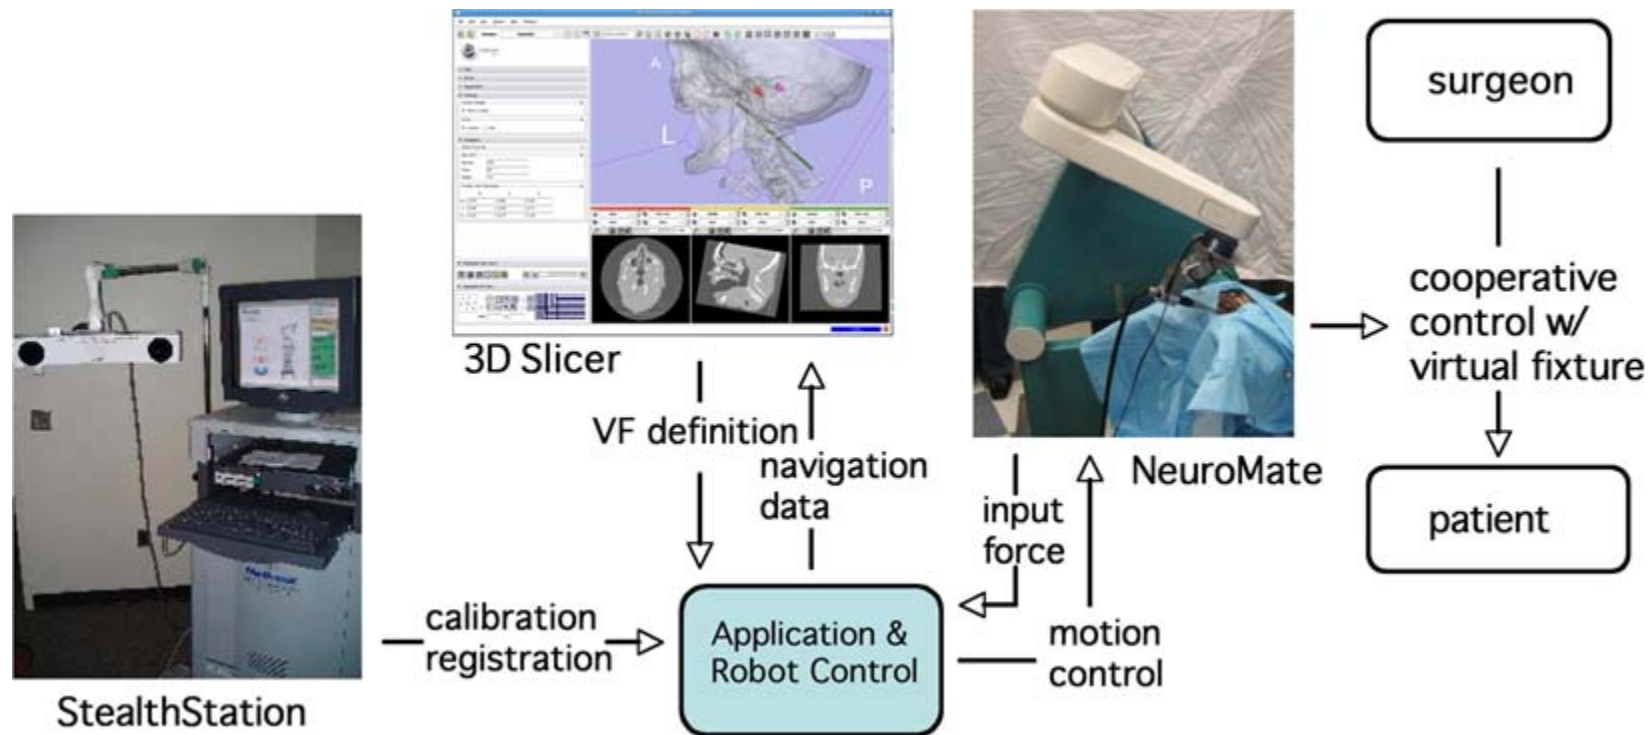 A
L
P
3D Slicer
StealthStation
VF definition
navigation
data
calibration
registration
Application &
Robot Control
input
force
motion
control
NeuroMate
surgeon
cooperative
control w/
virtual fixture
patient